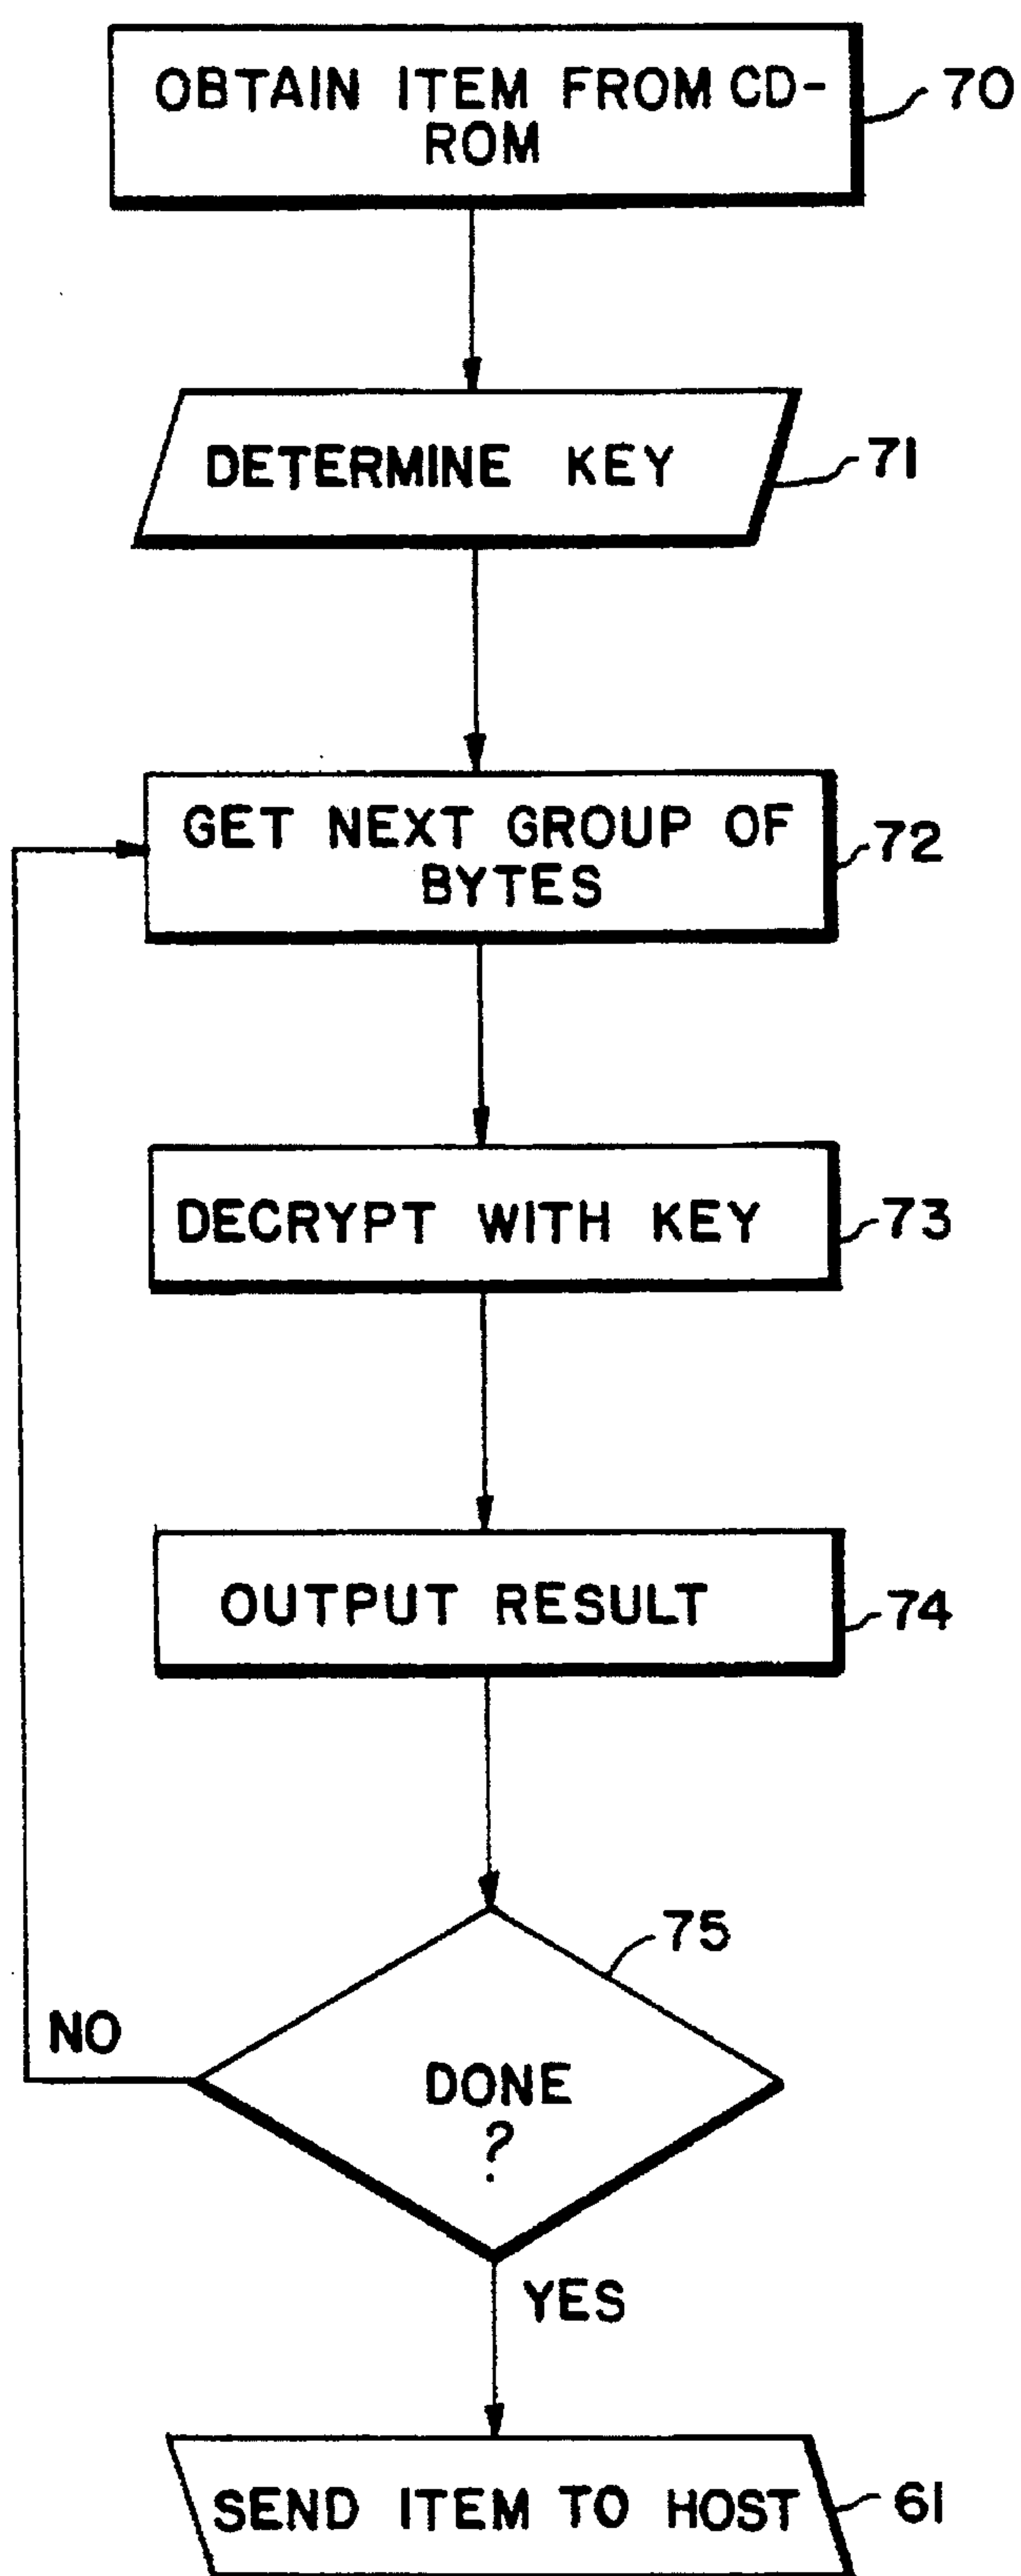 OBTAIN ITEM FROM CD-
ROM
70
DETERMINE KEY
71
GET NEXT GROUP OF
BYTES
72
DECRYPT WITH KEY
73
OUTPUT RESULT
74
75
NO
DONE
?
YES
SEND ITEM TO HOST
61